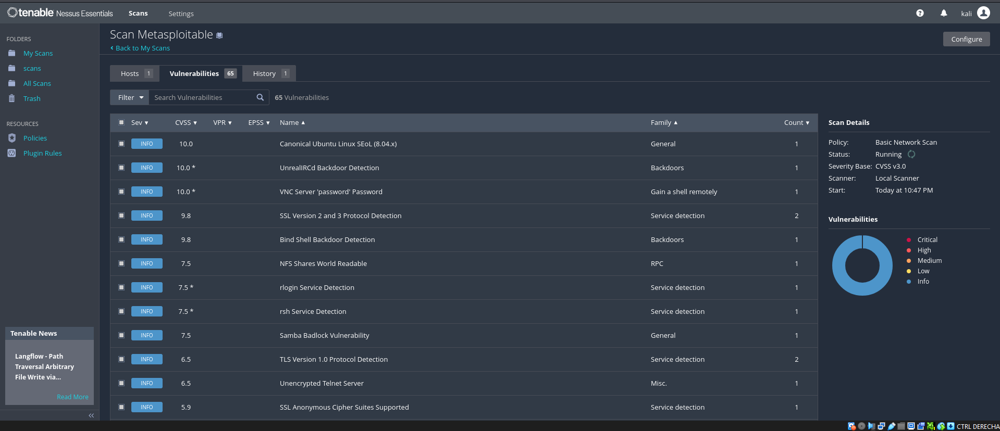 tenable Nessus Essentials Scans Settings kali
FOLDERS
My Scans
scans
All Scans
Trash
RESOURCES
Policies
Plugin Rules
Tenable News
Langflow - Path
Traversal Arbitrary
File Write via...
Read More
Scan Metasploitable
Back to My Scans
Configure
Hosts 1 Vulnerabilities 65 History 1
Filter Search Vulnerabilities 65 Vulnerabilities
Sev CVSS VPR EPSS Name Family Count
INFO 10.0 Canonical Ubuntu Linux SEoL (8.04.x) General 1
INFO 10.0 * UnrealIRCd Backdoor Detection Backdoors 1
INFO 10.0 * VNC Server 'password' Password Gain a shell remotely 1
INFO 9.8 SSL Version 2 and 3 Protocol Detection Service detection 2
INFO 9.8 Bind Shell Backdoor Detection Backdoors 1
INFO 7.5 NFS Shares World Readable RPC 1
INFO 7.5 * rlogin Service Detection Service detection 1
INFO 7.5 * rsh Service Detection Service detection 1
INFO 7.5 Samba Badlock Vulnerability General 1
INFO 6.5 TLS Version 1.0 Protocol Detection Service detection 2
INFO 6.5 Unencrypted Telnet Server Misc. 1
INFO 5.9 SSL Anonymous Cipher Suites Supported Service detection 1
Scan Details
Policy: Basic Network Scan
Status: Running
Severity Base: CVSS v3.0
Scanner: Local Scanner
Start: Today at 10:47 PM
Vulnerabilities
Critical
High
Medium
Low
Info
CTRL DERECHA